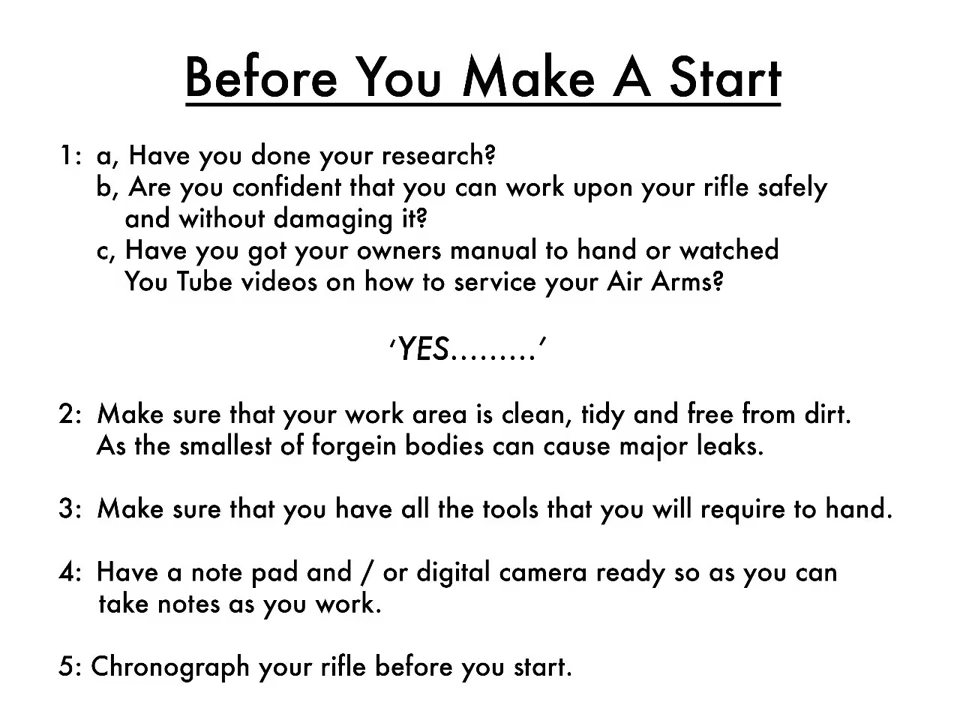 Before You Make A Start
1: a, Have you done your research?
b, Are you confident that you can work upon your rifle safely
and without damaging it?
c, Have you got your owners manual to hand or watched
You Tube videos on how to service your Air Arms?
'YES.........'
2: Make sure that your work area is clean, tidy and free from dirt.
As the smallest of forgein bodies can cause major leaks.
3: Make sure that you have all the tools that you will require to hand.
4: Have a note pad and / or digital camera ready so as you can
take notes as you work.
5: Chronograph your rifle before you start.